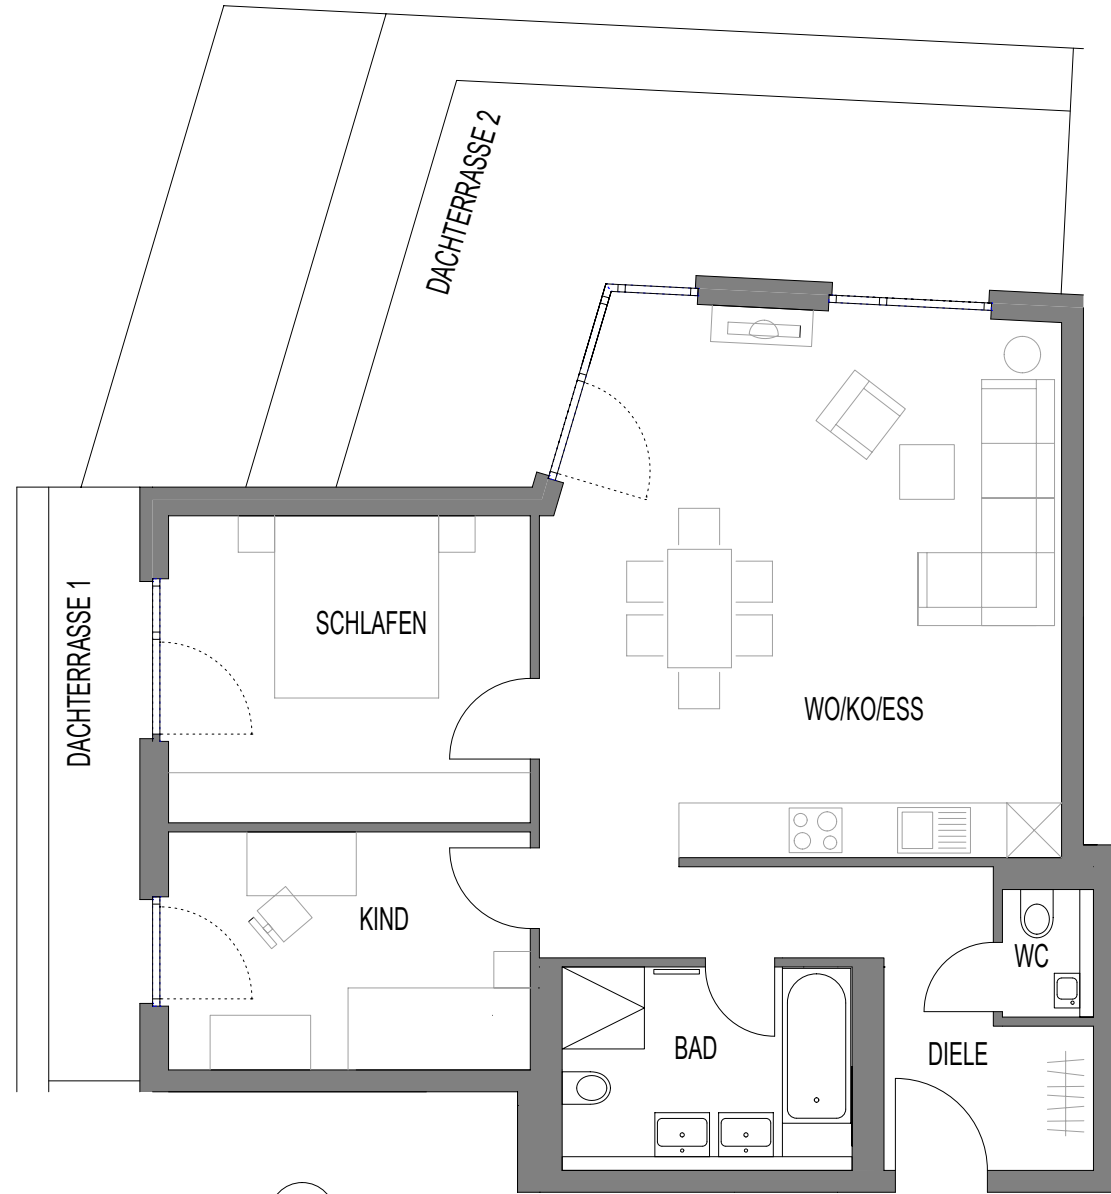 DACHTERRASSE 2
DACHTERRASSE 1
SCHLAFEN
WO/KO/ESS
KIND
WC
BAD
DIELE